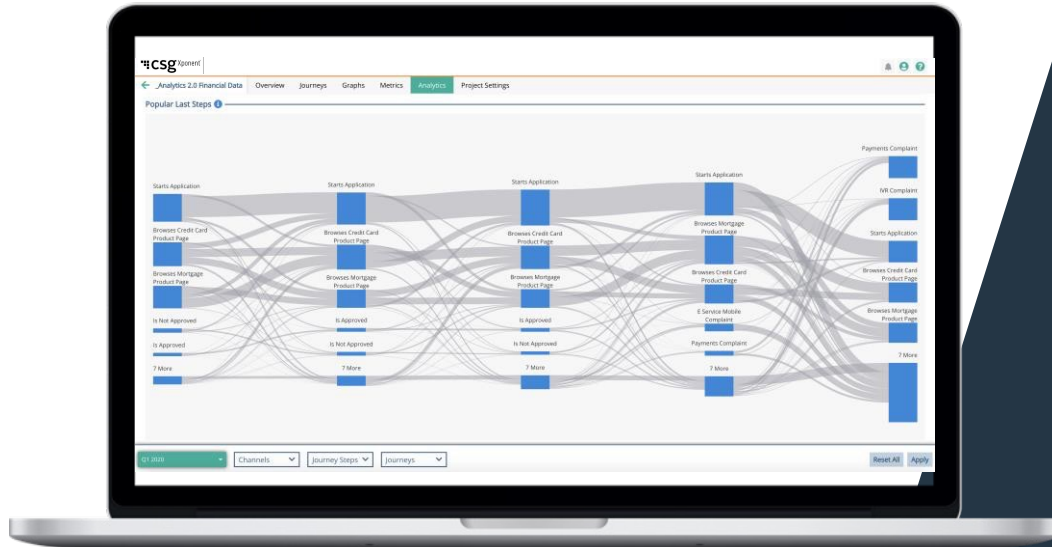 csg Xponent
_Analytics 2.0 Financial Data Overview Journeys Graphs Metrics Analytics Project Settings
Popular Last Steps
Starts Application
Browses Credit Card
Product Page
Browses Mortgage
Product Page
Is Not Approved
Is Approved
7 More
Starts Application
Browses Credit Card
Product Page
Browses Mortgage
Product Page
Is Approved
Is Not Approved
7 More
Starts Application
Browses Credit Card
Product Page
Browses Mortgage
Product Page
Is Approved
Is Not Approved
7 More
Starts Application
Browses Mortgage
Product Page
Browses Credit Card
Product Page
E Service Mobile
Complaint
Payments Complaint
7 More
Payments Complaint
IVR Complaint
Starts Application
Browses Credit Card
Product Page
Browses Mortgage
Product Page
7 More
Q1 2020 Channels Journey Steps Journeys Reset All Apply